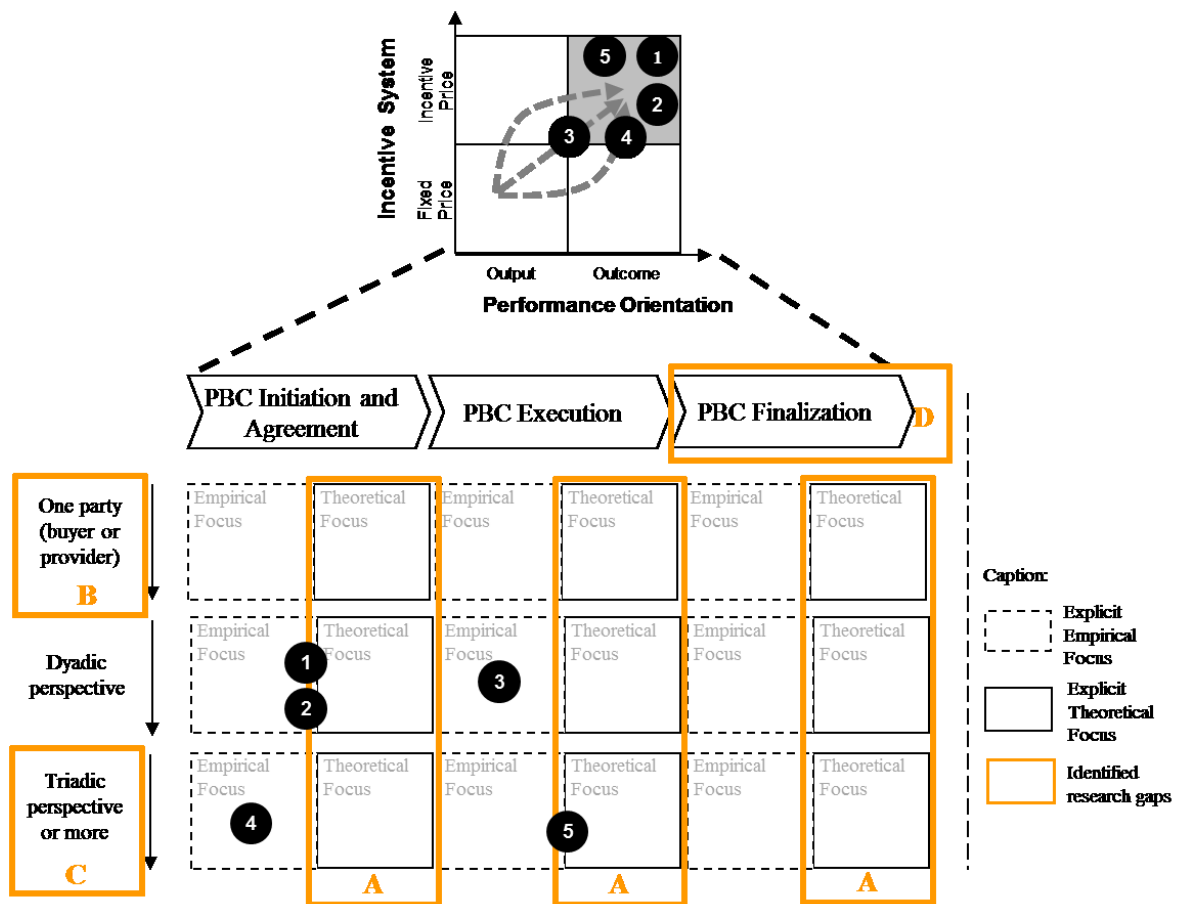 Incentive System
Incentive
Price
Fixed
Price
5
1
2
3
4
Output
Outcome
Performance Orientation
PBC Initiation and
Agreement
PBC Execution
PBC Finalization
D
One party
(buyer or
provider)
B
Empirical
Focus
Theoretical
Focus
Empirical
Focus
Theoretical
Focus
Empirical
Focus
Theoretical
Focus
Dyadic
perspective
Empirical
Focus
Theoretical
Focus
Empirical
Focus
Theoretical
Focus
Empirical
Focus
Theoretical
Focus
1
2
3
Triadic
perspective
or more
C
Empirical
Focus
Theoretical
Focus
Empirical
Focus
Theoretical
Focus
Empirical
Focus
Theoretical
Focus
4
5
A
A
A
Caption:
Explicit
Empirical
Focus
Explicit
Theoretical
Focus
Identified
research gaps